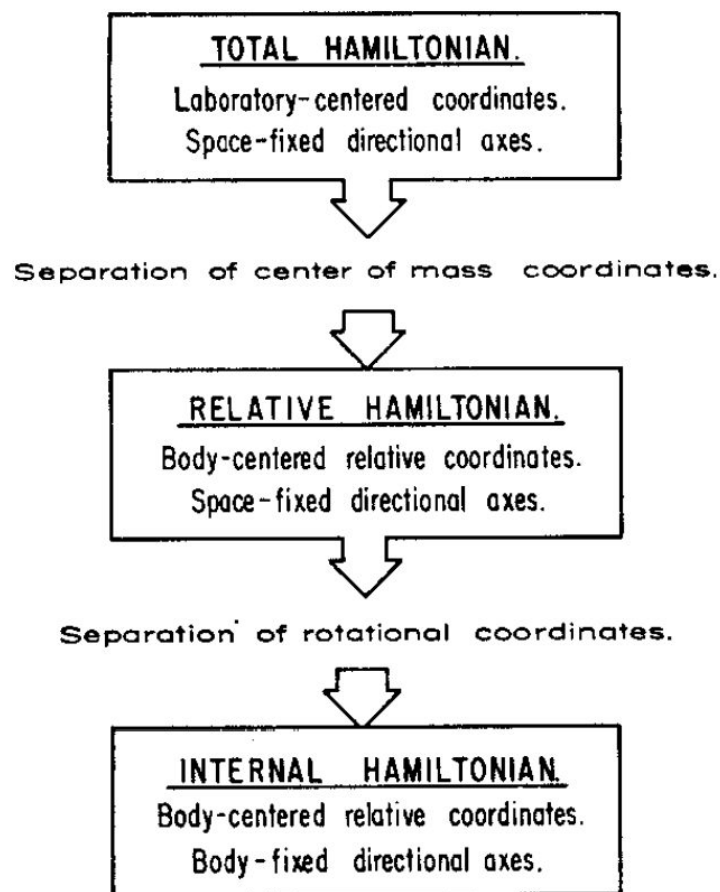 TOTAL HAMILTONIAN.
Laboratory-centered coordinates.
Space-fixed directional axes.
Separation of center of mass coordinates.
RELATIVE HAMILTONIAN.
Body-centered relative coordinates.
Space-fixed directional axes.
Separation of rotational coordinates.
INTERNAL HAMILTONIAN.
Body-centered relative coordinates.
Body-fixed directional axes.